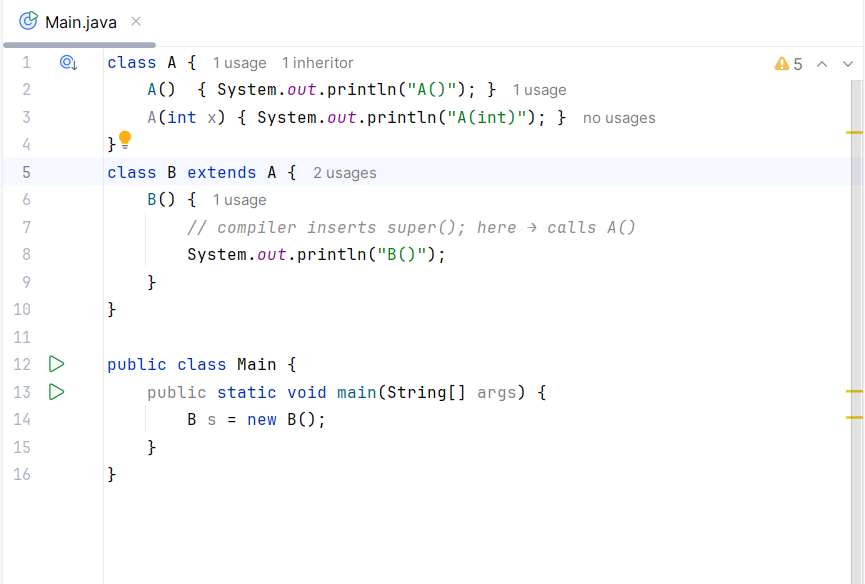 Main.java
1 class A { 1 usage 1 inheritor
5
2 A() { System.out.println("A()"); } 1 usage
3 A(int x) { System.out.println("A(int)"); } no usages
4 }
5 class B extends A { 2 usages
6 B() { 1 usage
7 // compiler inserts super(); here → calls A()
8 System.out.println("B()");
9 }
10 }
11
12 public class Main {
13 public static void main(String[] args) {
14 B s = new B();
15 }
16 }